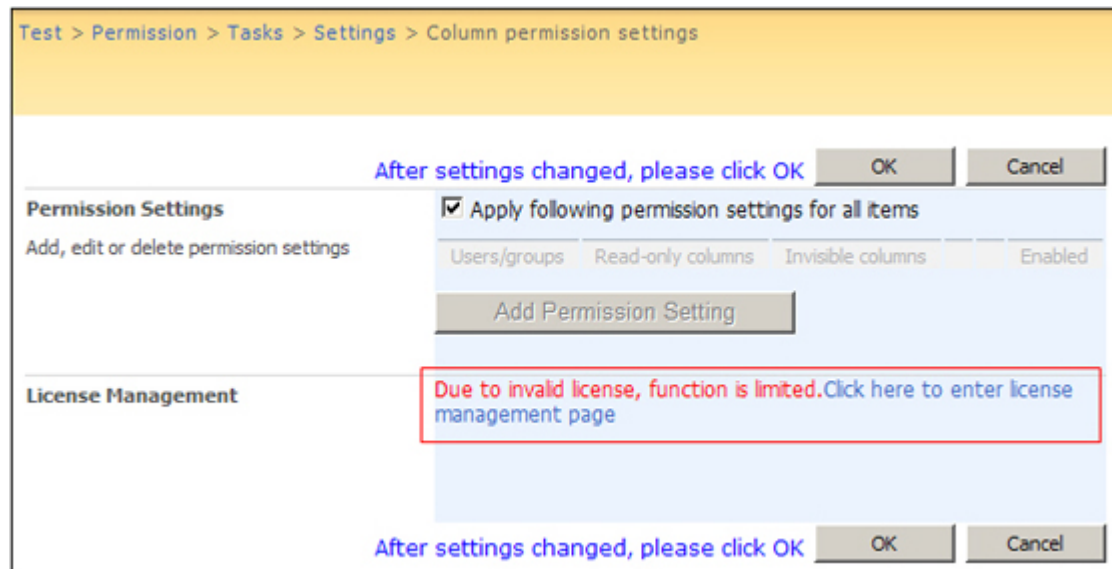 Test > Permission > Tasks > Settings > Column permission settings
After settings changed, please click OK OK Cancel
Permission Settings
Apply following permission settings for all items
Add, edit or delete permission settings
Users/groups Read-only columns Invisible columns Enabled
Add Permission Setting
License Management
Due to invalid license, function is limited.Click here to enter license
management page
After settings changed, please click OK OK Cancel